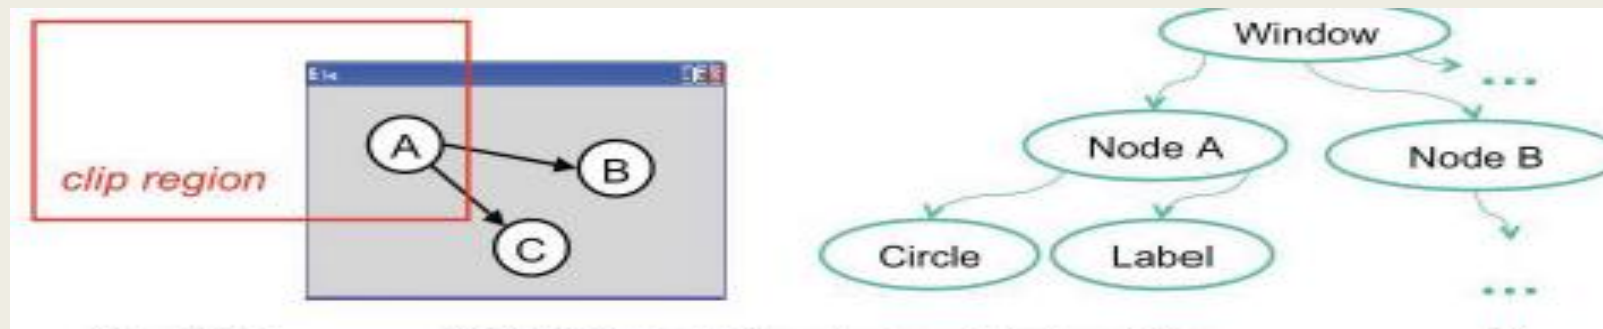 clip region
A
B
C
Window
...
Node A
Node B
Circle
Label
...